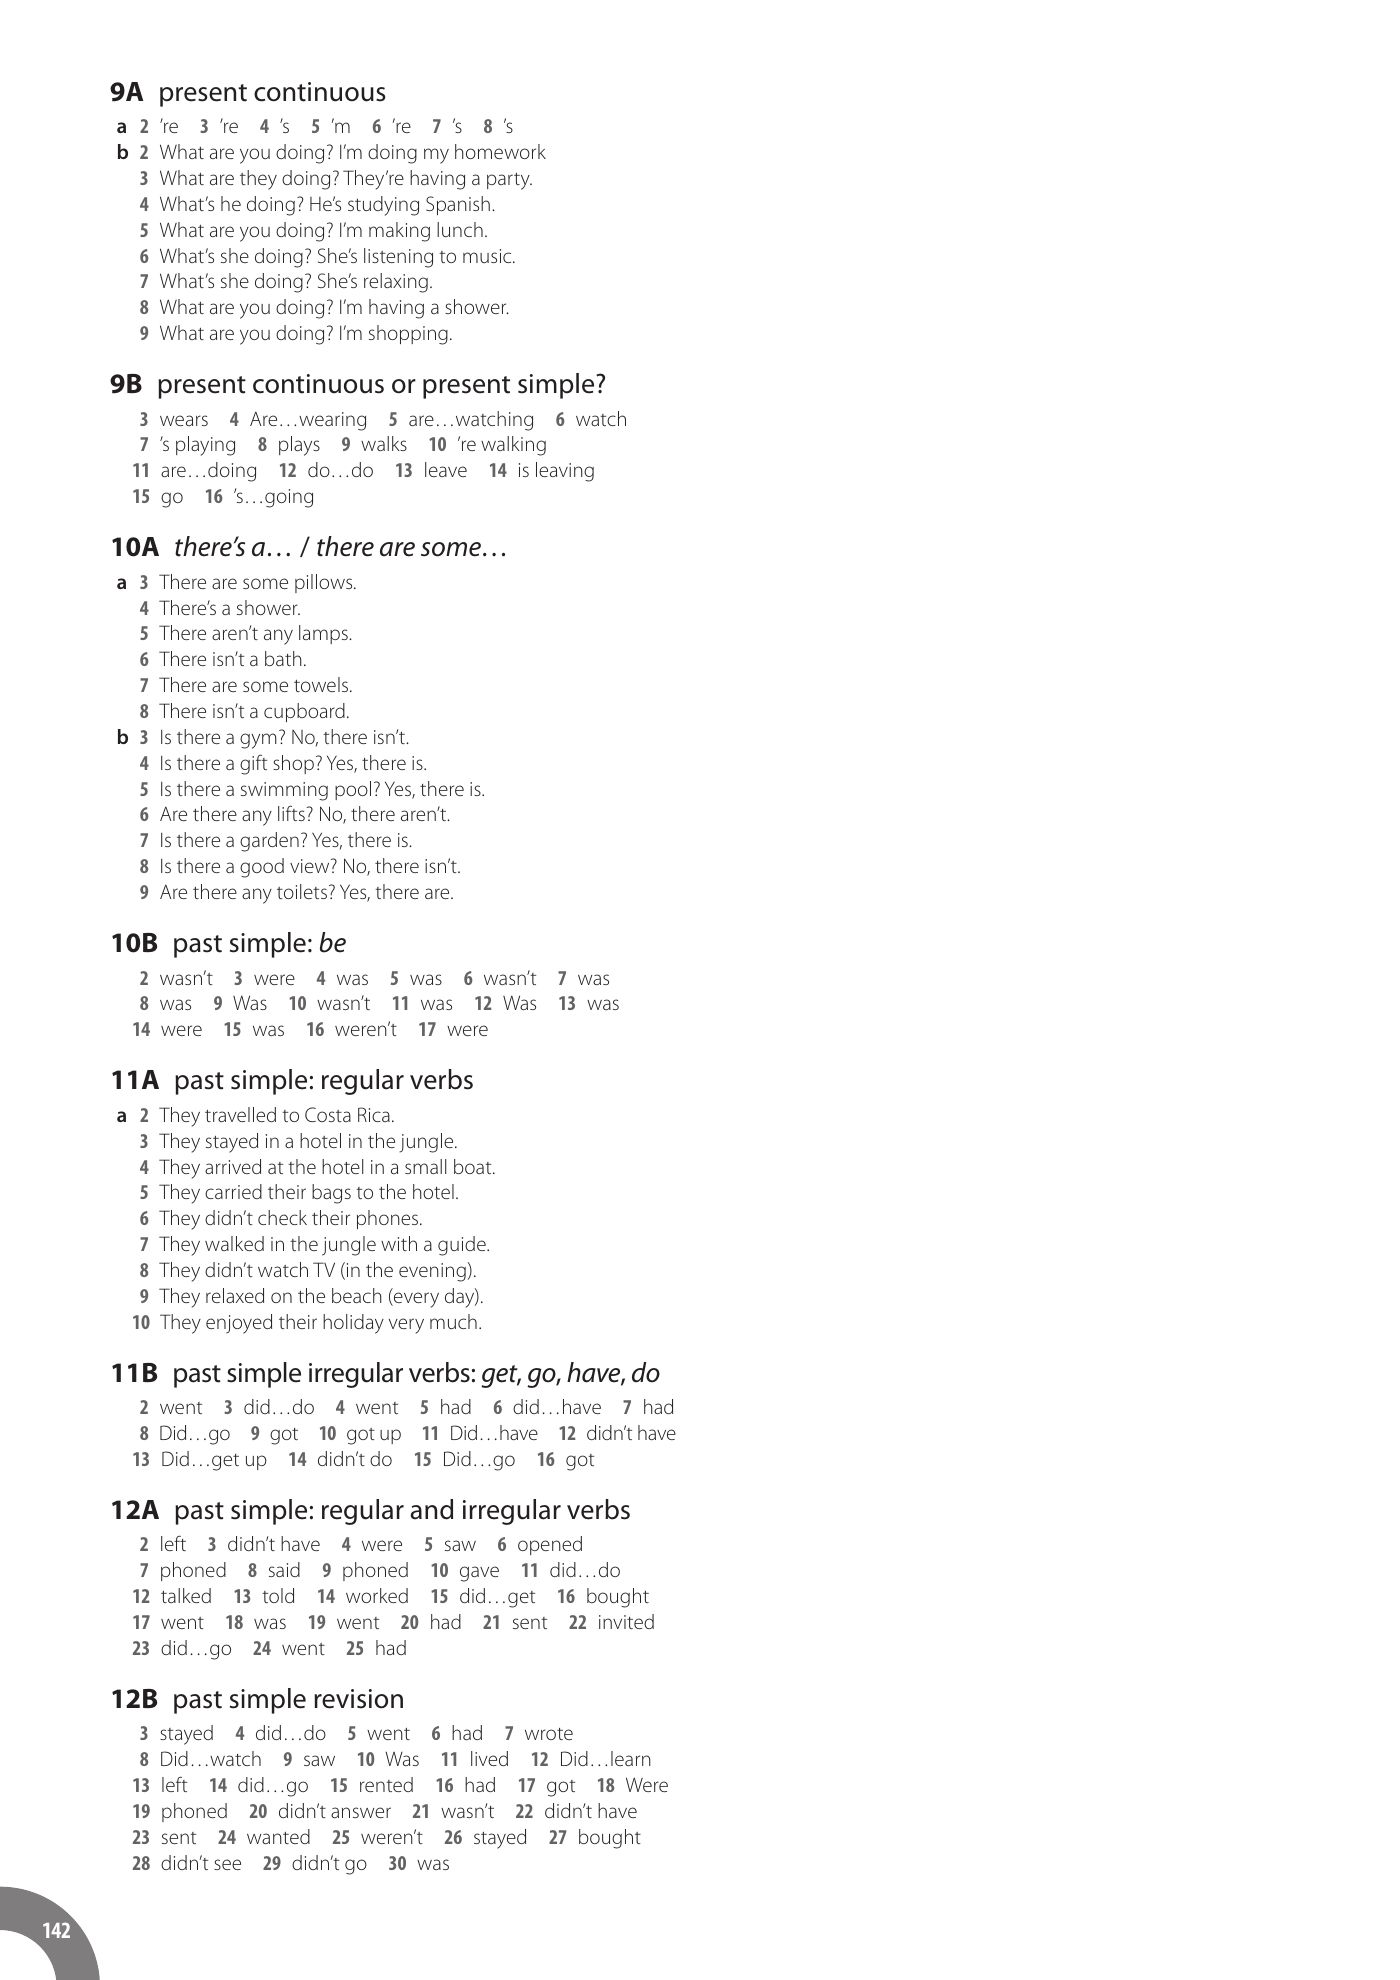 9A present continuous
a 2 ’re 3 ’re 4 ’s 5 ’m 6 ’re 7 ’s 8 ’s
b 2 What are you doing? I’m doing my homework
3 What are they doing? They’re having a party.
4 What’s he doing? He’s studying Spanish.
5 What are you doing? I’m making lunch.
6 What’s she doing? She’s listening to music.
7 What’s she doing? She’s relaxing.
8 What are you doing? I’m having a shower.
9 What are you doing? I’m shopping.
9B present continuous or present simple?
3 wears 4 Are…wearing 5 are…watching 6 watch
7 ’s playing 8 plays 9 walks 10 ’re walking
11 are…doing 12 do…do 13 leave 14 is leaving
15 go 16 ’s…going
10A there’s a… / there are some…
a 3 There are some pillows.
4 There’s a shower.
5 There aren’t any lamps.
6 There isn’t a bath.
7 There are some towels.
8 There isn’t a cupboard.
b 3 Is there a gym? No, there isn’t.
4 Is there a gift shop? Yes, there is.
5 Is there a swimming pool? Yes, there is.
6 Are there any lifts? No, there aren’t.
7 Is there a garden? Yes, there is.
8 Is there a good view? No, there isn’t.
9 Are there any toilets? Yes, there are.
10B past simple: be
2 wasn’t 3 were 4 was 5 was 6 wasn’t 7 was
8 was 9 Was 10 wasn’t 11 was 12 Was 13 was
14 were 15 was 16 weren’t 17 were
11A past simple: regular verbs
a 2 They travelled to Costa Rica.
3 They stayed in a hotel in the jungle.
4 They arrived at the hotel in a small boat.
5 They carried their bags to the hotel.
6 They didn’t check their phones.
7 They walked in the jungle with a guide.
8 They didn’t watch TV (in the evening).
9 They relaxed on the beach (every day).
10 They enjoyed their holiday very much.
11B past simple irregular verbs: get, go, have, do
2 went 3 did…do 4 went 5 had 6 did…have 7 had
8 Did…go 9 got 10 got up 11 Did…have 12 didn’t have
13 Did…get up 14 didn’t do 15 Did…go 16 got
12A past simple: regular and irregular verbs
2 left 3 didn’t have 4 were 5 saw 6 opened
7 phoned 8 said 9 phoned 10 gave 11 did…do
12 talked 13 told 14 worked 15 did…get 16 bought
17 went 18 was 19 went 20 had 21 sent 22 invited
23 did…go 24 went 25 had
12B past simple revision
3 stayed 4 did…do 5 went 6 had 7 wrote
8 Did…watch 9 saw 10 Was 11 lived 12 Did…learn
13 left 14 did…go 15 rented 16 had 17 got 18 Were
19 phoned 20 didn’t answer 21 wasn’t 22 didn’t have
23 sent 24 wanted 25 weren’t 26 stayed 27 bought
28 didn’t see 29 didn’t go 30 was
142